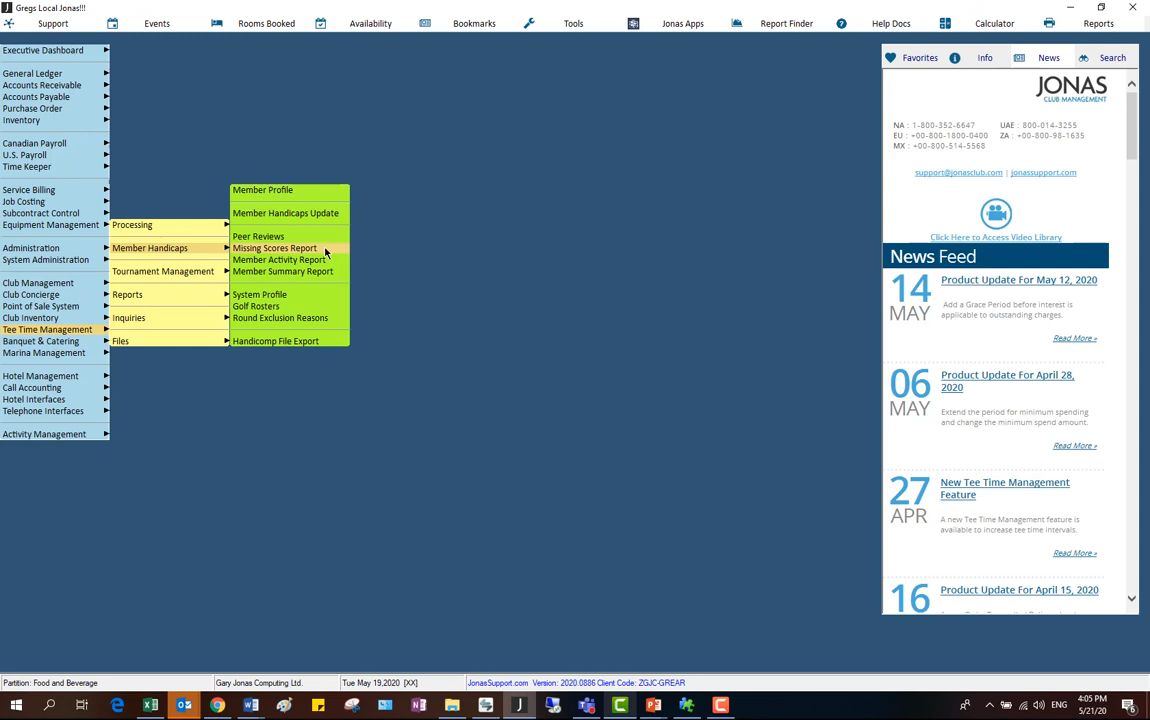 Gregs Local Jonas!!!
Support
Events
Rooms Booked
Availability
Bookmarks
Tools
Jonas Apps
Report Finder
Help Docs
Calculator
Reports
Executive Dashboard
General Ledger
Accounts Receivable
Accounts Payable
Purchase Order
Inventory
Canadian Payroll
U.S. Payroll
Time Keeper
Service Billing
Job Costing
Subcontract Control
Equipment Management
Administration
System Administration
Club Management
Club Concierge
Point of Sale System
Club Inventory
Tee Time Management
Banquet & Catering
Marina Management
Hotel Management
Call Accounting
Hotel Interfaces
Telephone Interfaces
Activity Management
Processing
Member Handicaps
Tournament Management
Reports
Inquiries
Files
Member Profile
Member Handicaps Update
Peer Reviews
Missing Scores Report
Member Activity Report
Member Summary Report
System Profile
Golf Rosters
Round Exclusion Reasons
Handicomp File Export
Favorites
Info
News
Search
JONAS
CLUB MANAGEMENT
NA : 1-800-352-6647 UAE : 800-014-3255
EU : +00-800-1800-0400 ZA : +00-800-98-1635
MX : +00-800-514-5568
support@jonasclub.com | jonassupport.com
Click Here to Access Video Library
News Feed
14
MAY
Product Update For May 12, 2020
Add a Grace Period before interest is
applicable to outstanding charges.
Read More »
06
MAY
Product Update For April 28,
2020
Extend the period for minimum spending
and change the minimum spend amount.
Read More »
27
APR
New Tee Time Management
Feature
A new Tee Time Management feature is
available to increase tee time intervals.
Read More »
16
Product Update For April 15, 2020
Partition: Food and Beverage
Gary Jonas Computing Ltd.
Tue May 19,2020 [XX]
JonasSupport.com Version: 2020.0886 Client Code: ZGJC-GREAR
ENG
4:05 PM
5/21/20